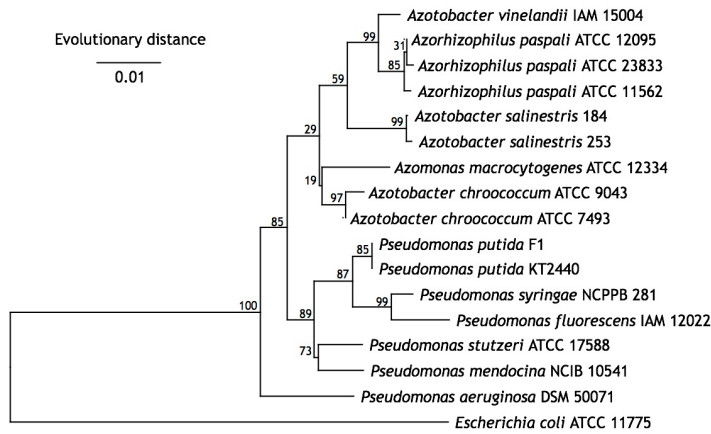 Azotobacter vinelandii IAM 15004
Evolutionary distance
0.01
99
Azorhizophilus paspali ATCC 12095
31
Azorhizophilus paspali ATCC 23833
85
59
Azorhizophilus paspali ATCC 11562
Azotobacter salinestris 184
99
29
Azotobacter salinestris 253
Azomonas macrocytogenes ATCC 12334
19
Azotobacter chroococcum ATCC 9043
97
Azotobacter chroococcum ATCC 7493
85
Pseudomonas putida F1
85
Pseudomonas putida KT2440
87
Pseudomonas syringae NCPPB 281
99
100
89
Pseudomonas fluorescens IAM 12022
Pseudomonas stutzeri ATCC 17588
73
Pseudomonas mendocina NCIB 10541
Pseudomonas aeruginosa DSM 50071
Escherichia coli ATCC 11775